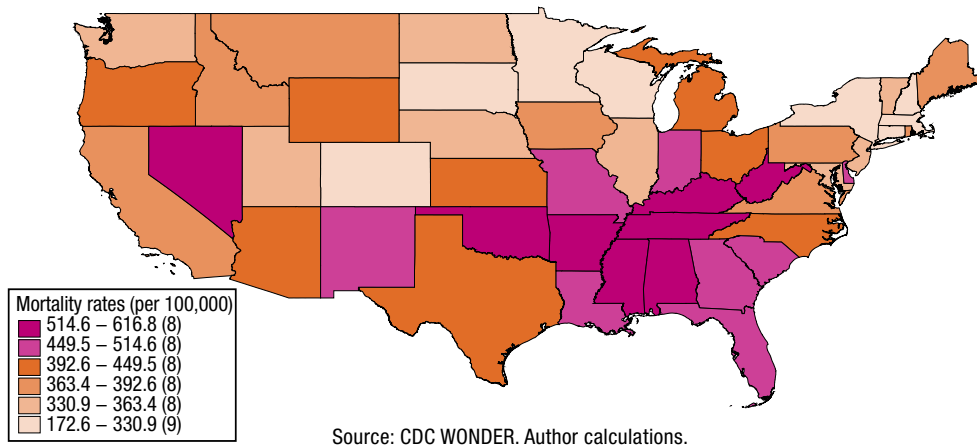 Mortality rates (per 100,000)
514.6 – 616.8 (8)
449.5 – 514.6 (8)
392.6 – 449.5 (8)
363.4 – 392.6 (8)
330.9 – 363.4 (8)
172.6 – 330.9 (9)
Source: CDC WONDER. Author calculations.